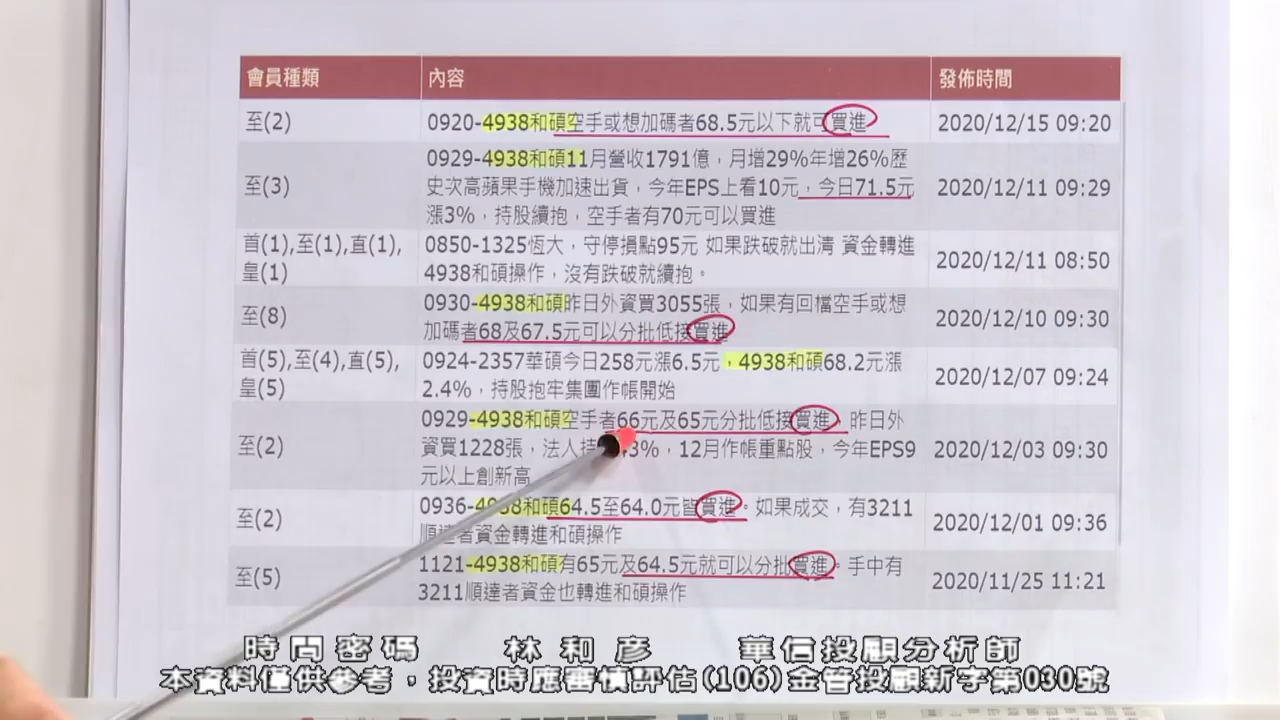 會員種類 內容 發佈時間
至(2) 0920-4938和碩空手或想加碼者68.5元以下就可買進 2020/12/15 09:20
0929-4938和碩11月營收1791億，月增29%年增26%歷
至(3) 史次高蘋果手機加速出貨，今年EPS上看10元，今日71.5元 2020/12/11 09:29
漲3%，持股續抱，空手者有70元可以買進
首(1),至(1),直(1), 0850-1325恆大，守停損點95元 如果跌破就出清 資金轉進 2020/12/11 08:50
皇(1) 4938和碩操作，沒有跌破就續抱。
0930-4938和碩昨日外資買3055張，如果有回檔空手或想
至(8) 加碼者68及67.5元可以分批低接買進 2020/12/10 09:30
首(5),至(4),直(5), 0924-2357華碩今日258元漲6.5元，4938和碩68.2元漲 2020/12/07 09:24
皇(5) 2.4%，持股抱牢集團作帳開始
0929-4938和碩空手者66元及65元分批低接買進，昨日外
至(2) 資買1228張，法人持 3%，12月作帳重點股，今年EPS9 2020/12/03 09:30
元以上創新高
至(2) 0936-4938和碩64.5至64.0元皆買進。如果成交，有3211 2020/12/01 09:36
順達者資金轉進和碩操作
至(5) 1121-4938和碩有65元及64.5元就可以分批買進。手中有 2020/11/25 11:21
3211順達者資金也轉進和碩操作
時間密碼 林和彥 華信投顧分析師
本資料僅供參考，投資時應審慎評估(106)金管投顧新字第030號